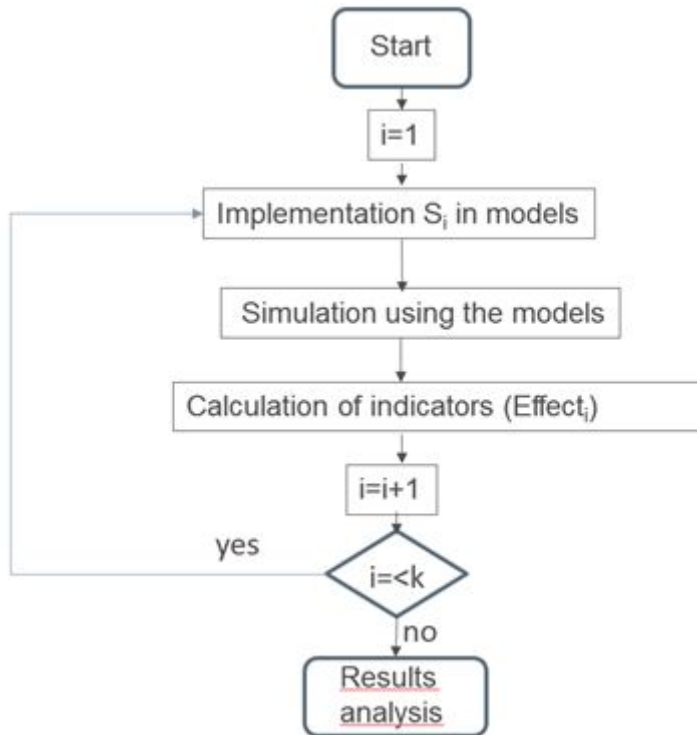 Start
i=1
Implementation Sᵢ in models
Simulation using the models
Calculation of indicators (Effectᵢ)
i=i+1
yes
i=<k
no
Results
analysis